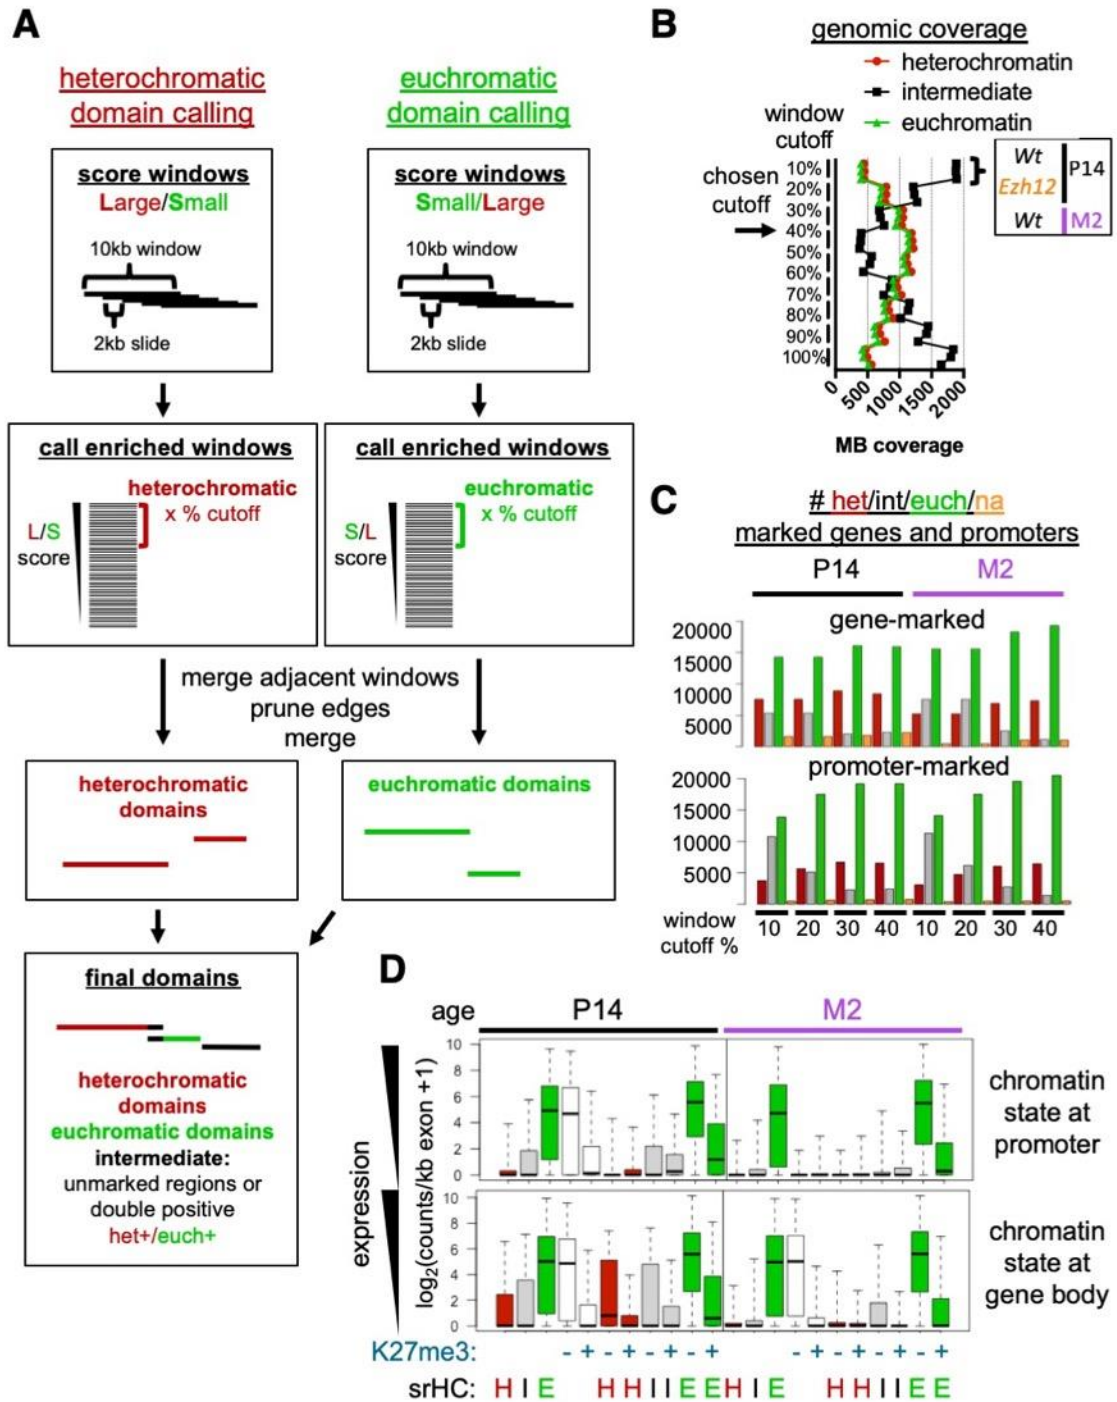 A
heterochromatic
domain calling
euchromatic
domain calling
score windows
Large/Small
10kb window
2kb slide
score windows
Small/Large
10kb window
2kb slide
call enriched windows
heterochromatic
x % cutoff
L/S
score
call enriched windows
euchromatic
x % cutoff
S/L
score
merge adjacent windows
prune edges
merge
heterochromatic
domains
euchromatic domains
final domains
heterochromatic
domains
euchromatic domains
intermediate:
unmarked regions or
double positive
het+/euch+
B
genomic coverage
heterochromatin
intermediate
euchromatin
window
cutoff
chosen
cutoff
10%
20%
30%
40%
50%
60%
70%
80%
90%
100%
0 500 1000 1500 2000
MB coverage
Wt
Ezh12
P14
Wt M2
C
# het/int/euch/na
marked genes and promoters
P14 M2
gene-marked
20000
15000
10000
5000
promoter-marked
20000
15000
10000
5000
window
cutoff %
10 20 30 40 10 20 30 40
D
age P14 M2
expression
log2(counts/kb exon +1)
10
8
6
4
2
0
chromatin
state at
promoter
10
8
6
4
2
0
chromatin
state at
gene body
K27me3: - + - + - + - + - + - + - + - +
srHC: H I E H H I I E E H I E H H I I E E